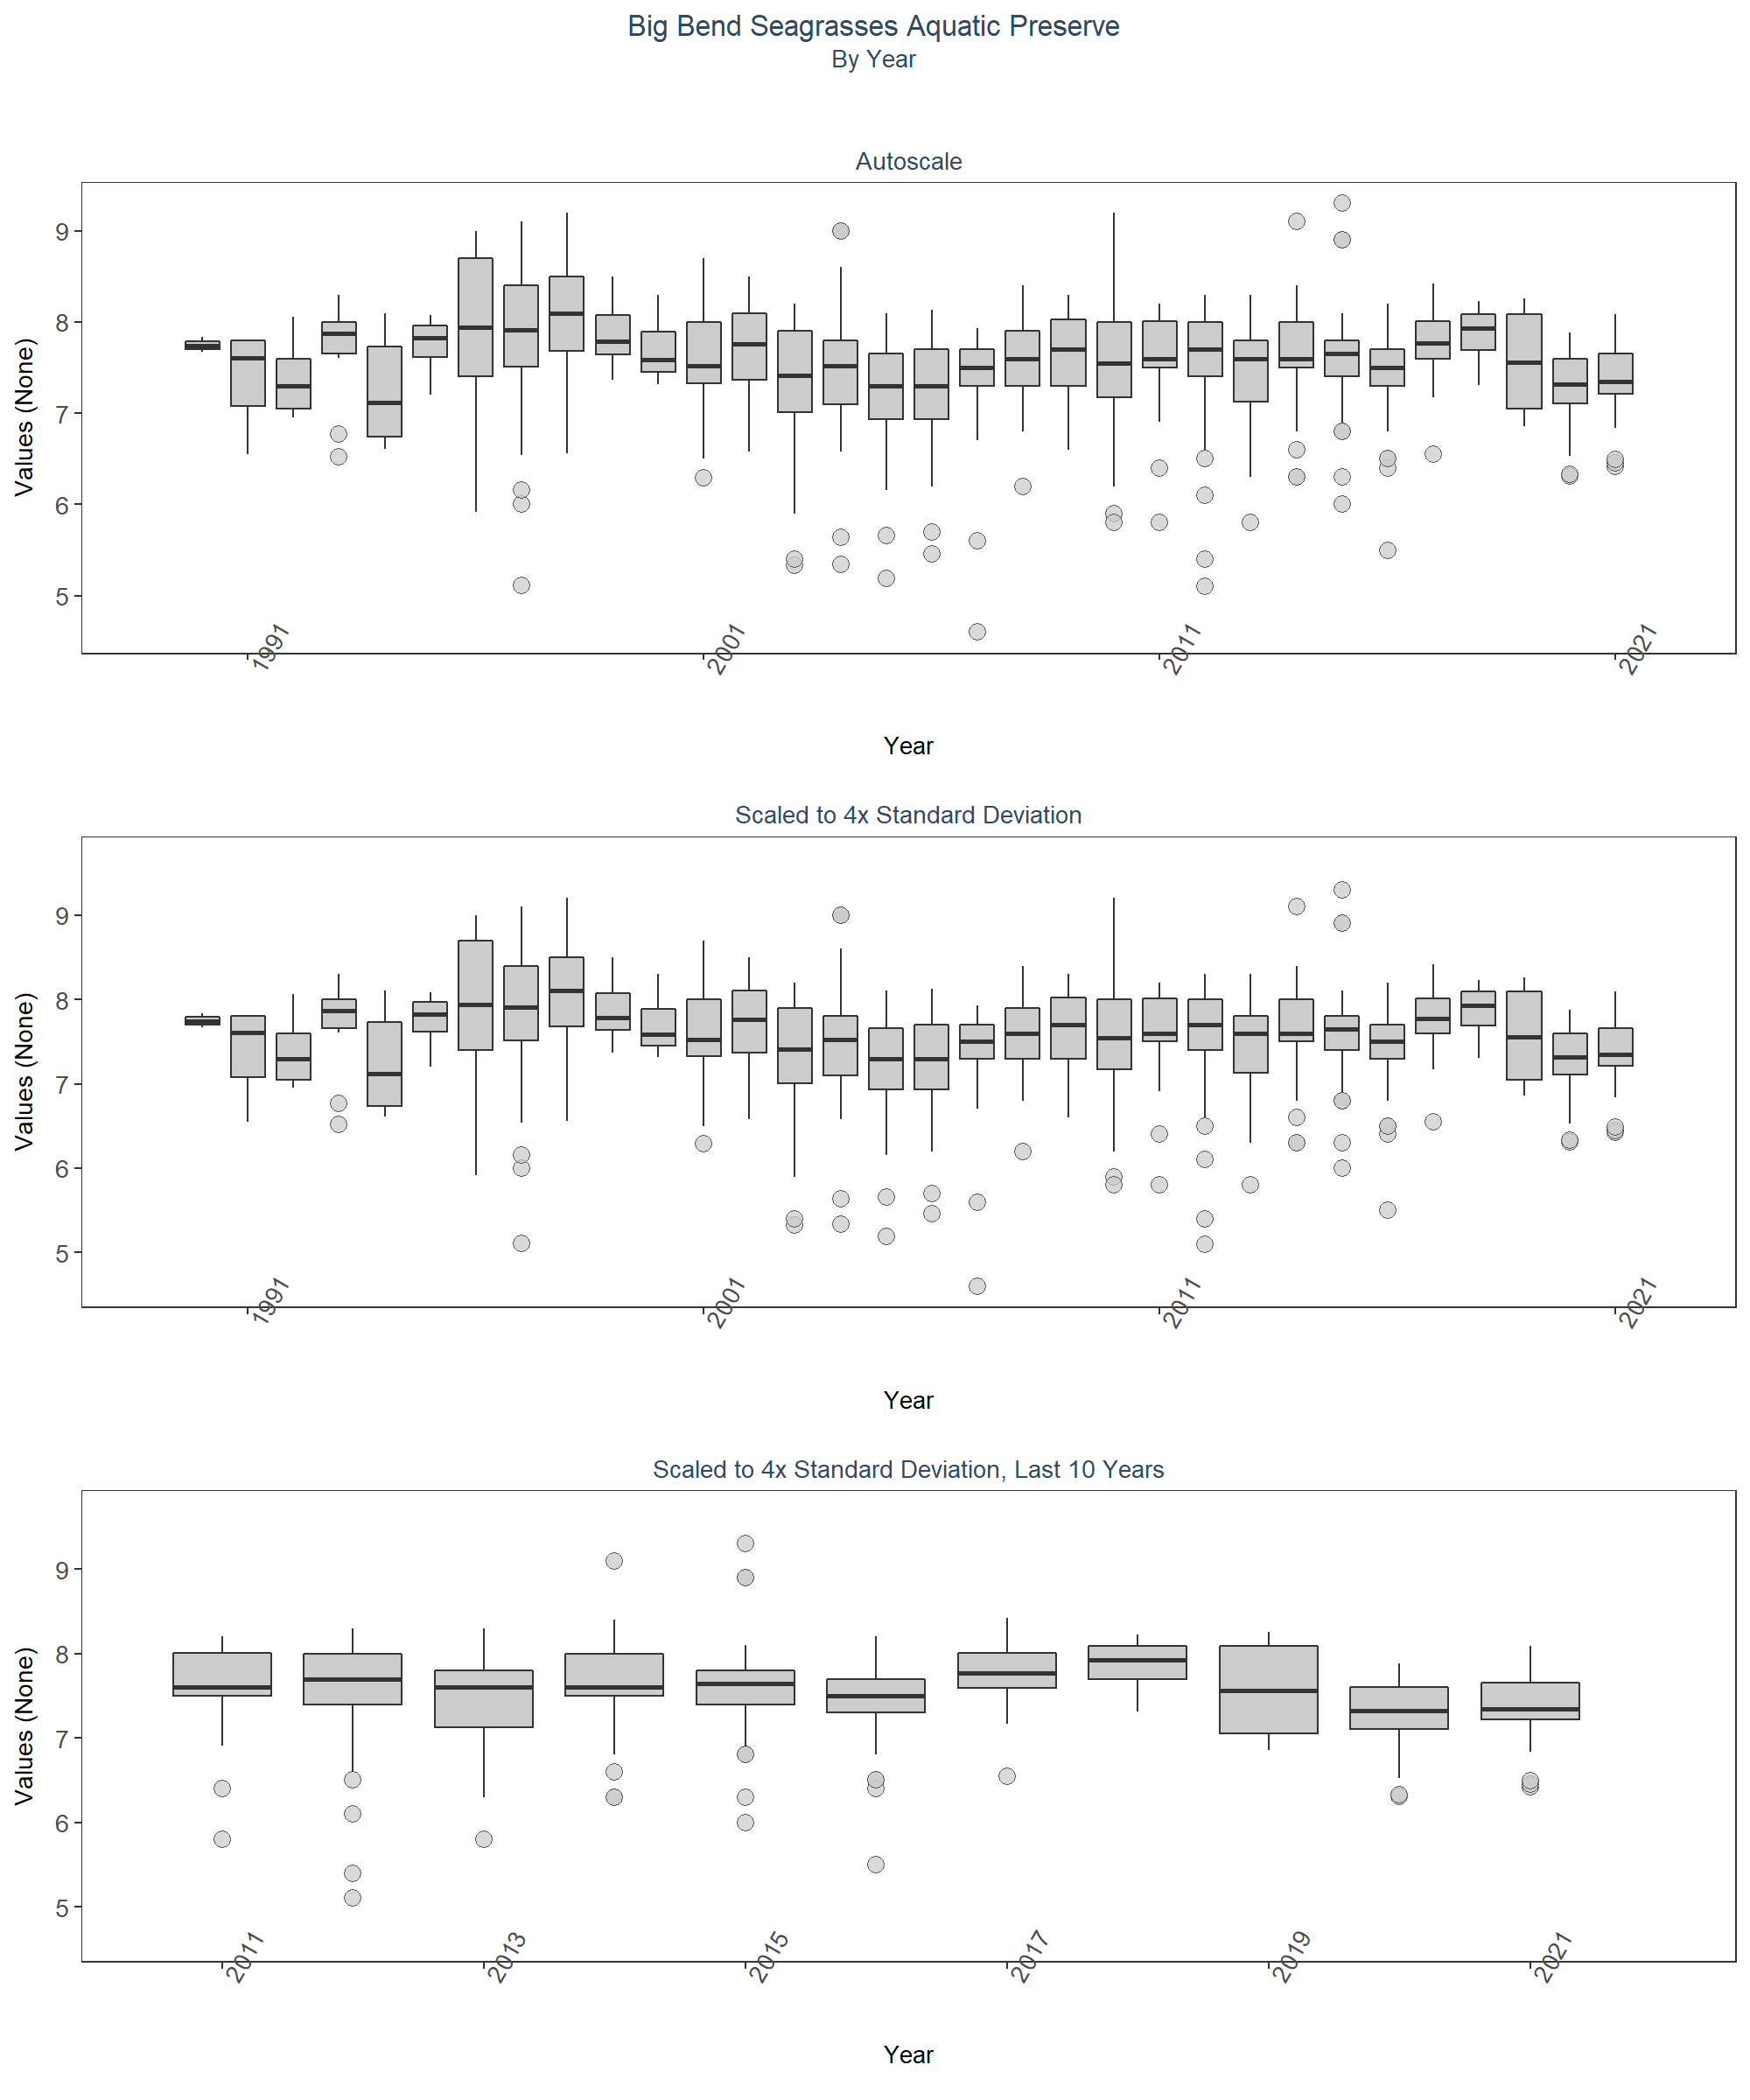 Big Bend Seagrasses Aquatic Preserve
By Year
Autoscale
Values (None)
9
8
7
6
5
1991
2001
2011
2021
Year
Scaled to 4x Standard Deviation
Values (None)
9
8
7
6
5
1991
2001
2011
2021
Year
Scaled to 4x Standard Deviation, Last 10 Years
Values (None)
9
8
7
6
5
2011
2013
2015
2017
2019
2021
Year